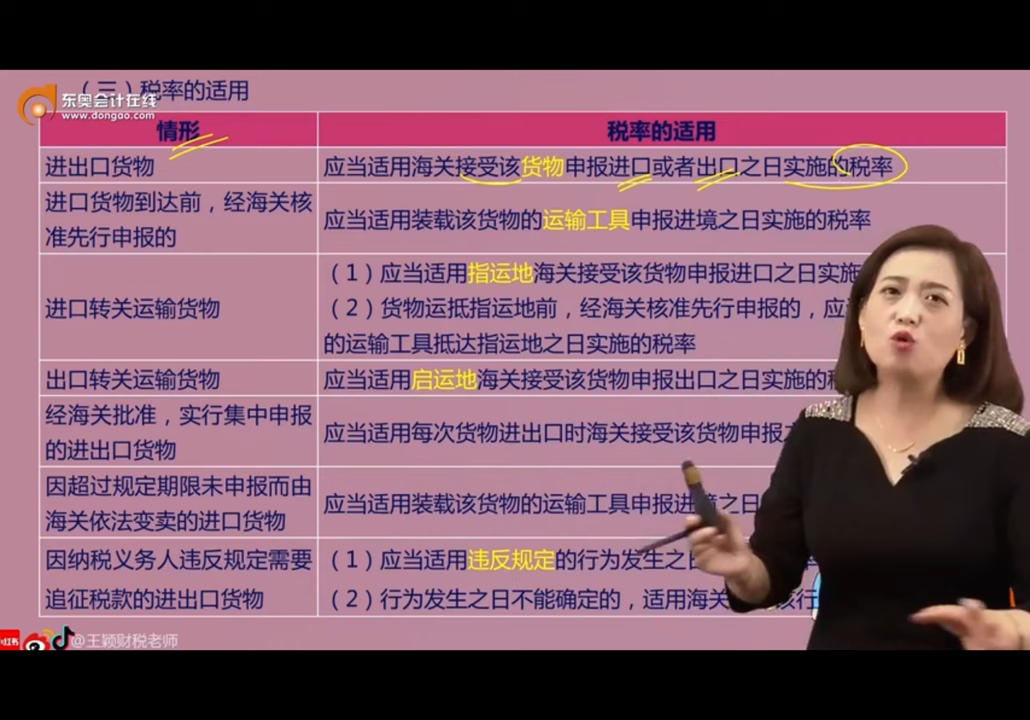 （三）税率的适用
东奥会计在线
www.dongao.com
情形
税率的适用
进出口货物
应当适用海关接受该货物申报进口或者出口之日实施的税率
进口货物到达前，经海关核
准先行申报的
应当适用装载该货物的运输工具申报进境之日实施的税率
进口转关运输货物
（1）应当适用指运地海关接受该货物申报进口之日实施
（2）货物运抵指运地前，经海关核准先行申报的，应
的运输工具抵达指运地之日实施的税率
出口转关运输货物
应当适用启运地海关接受该货物申报出口之日实施的税
经海关批准，实行集中申报
的进出口货物
应当适用每次货物进出口时海关接受该货物申报之
因超过规定期限未申报而由
海关依法变卖的进口货物
应当适用装载该货物的运输工具申报进境之日
因纳税义务人违反规定需要
追征税款的进出口货物
（1）应当适用违反规定的行为发生之日
（2）行为发生之日不能确定的，适用海关该行
小红书
@王颖财税老师